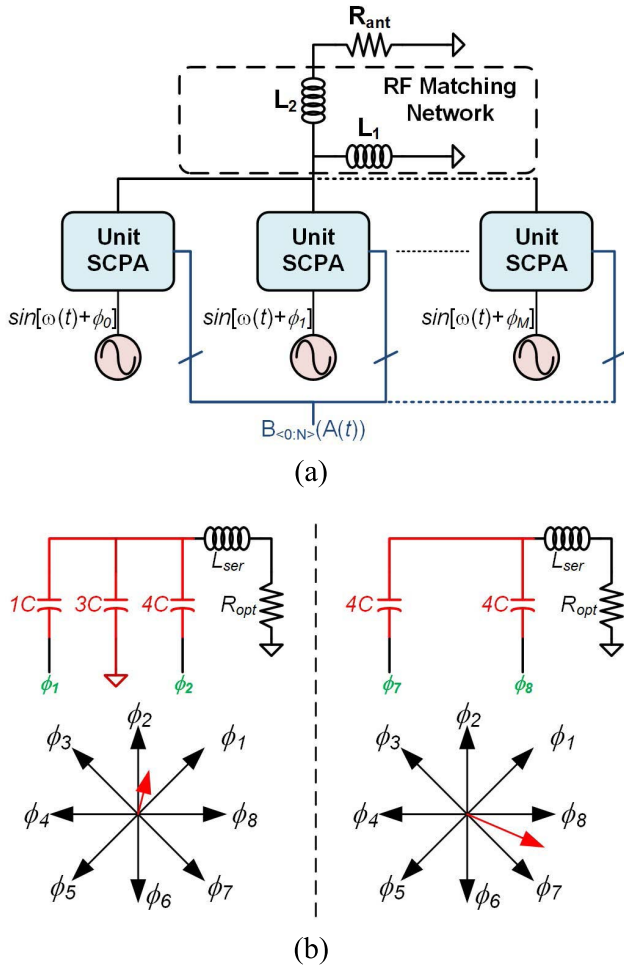 R_ant
RF Matching
Network
L_2
L_1
Unit
SCPA
Unit
SCPA
Unit
SCPA
sin[ω(t)+ϕ_0]
sin[ω(t)+ϕ_1]
sin[ω(t)+ϕ_M]
B_<0:N>(A(t))
(a)
L_ser
1C
3C
4C
R_opt
ϕ_1
ϕ_2
L_ser
4C
4C
R_opt
ϕ_7
ϕ_8
ϕ_2
ϕ_3
ϕ_1
ϕ_4
ϕ_8
ϕ_5
ϕ_6
ϕ_7
ϕ_2
ϕ_3
ϕ_1
ϕ_4
ϕ_8
ϕ_5
ϕ_6
ϕ_7
(b)